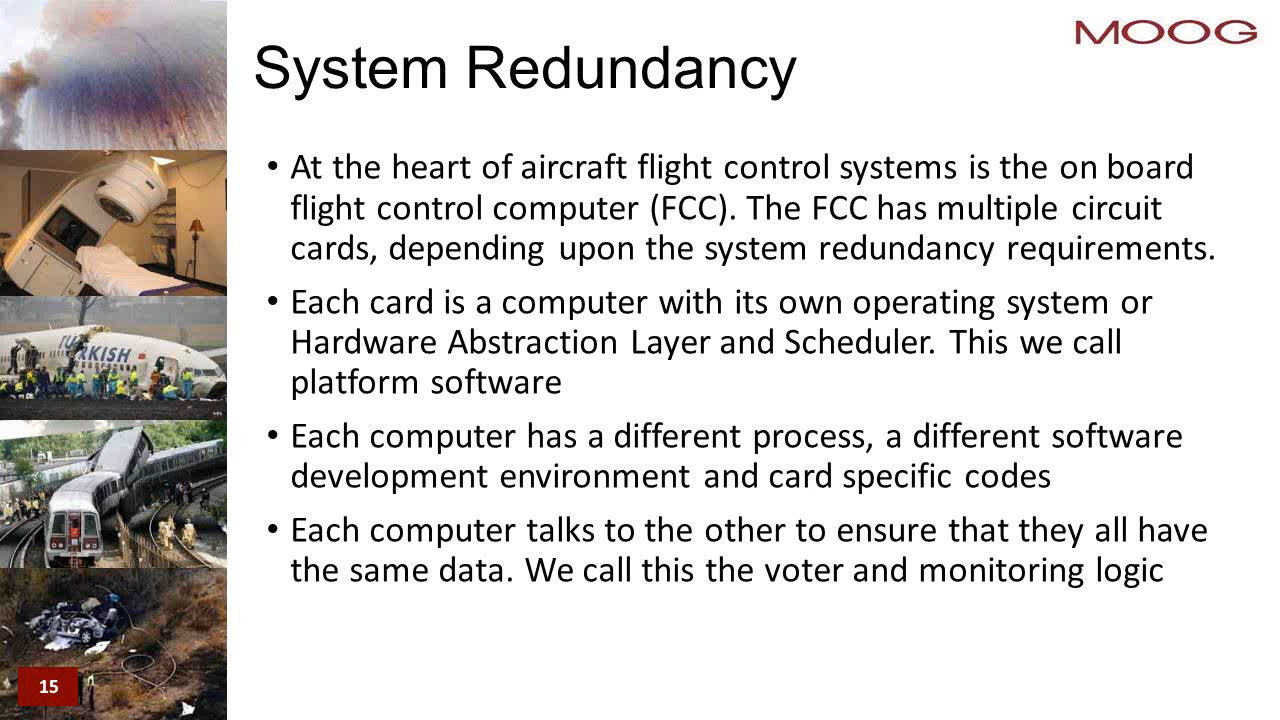 MOOG
System Redundancy
• At the heart of aircraft flight control systems is the on board
flight control computer (FCC). The FCC has multiple circuit
cards, depending upon the system redundancy requirements.
• Each card is a computer with its own operating system or
Hardware Abstraction Layer and Scheduler. This we call
platform software
• Each computer has a different process, a different software
development environment and card specific codes
• Each computer talks to the other to ensure that they all have
the same data. We call this the voter and monitoring logic
TURKISH
15